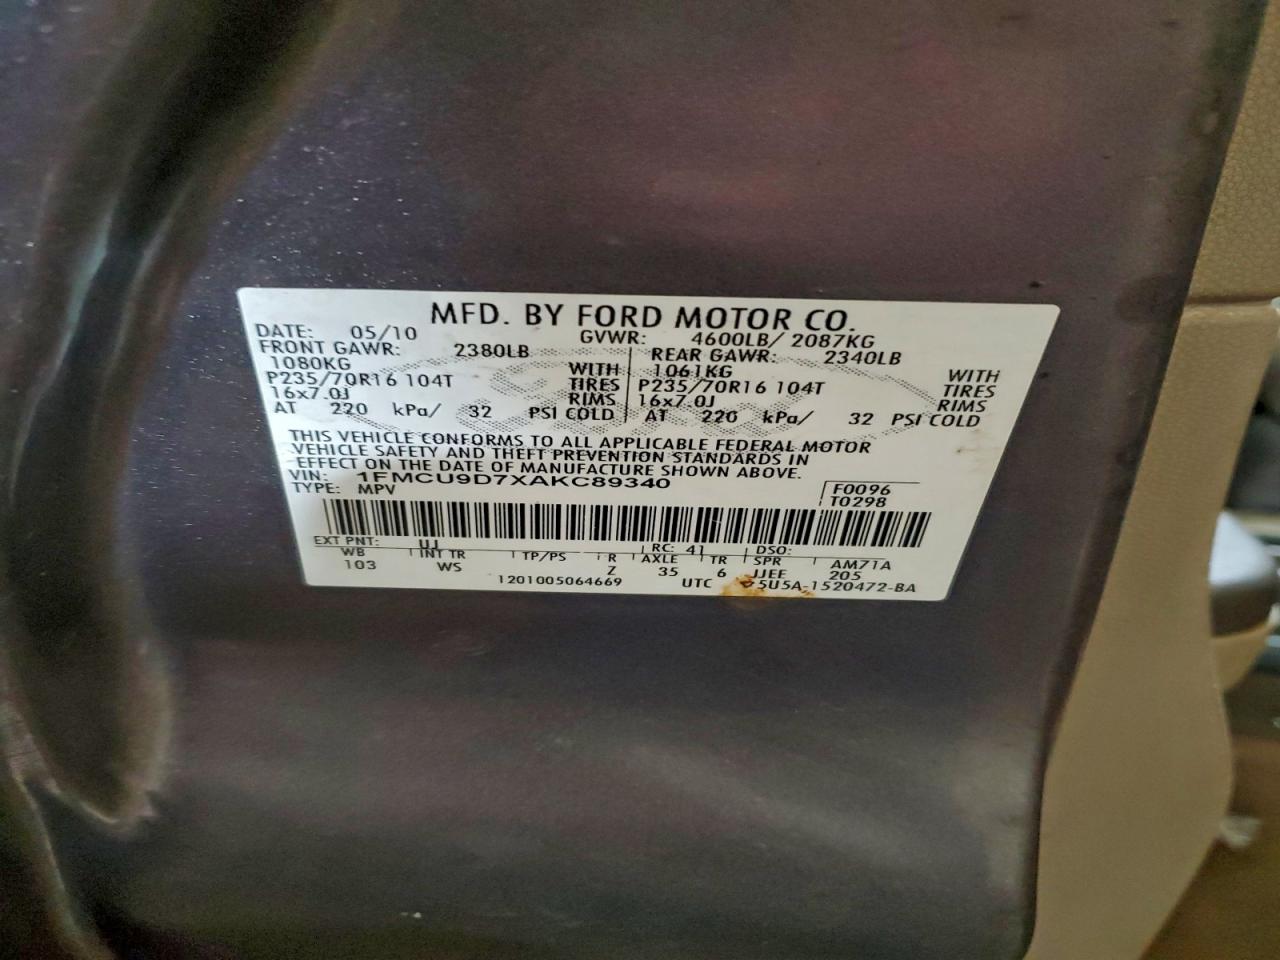 MFD. BY FORD MOTOR CO.
DATE: 05/10 GVWR: 4600LB/ 2087KG
FRONT GAWR: 2380LB REAR GAWR: 2340LB
1080KG WITH 1061KG WITH
P235/70R16 104T TIRES P235/70R16 104T TIRES
16x7.0J RIMS 16x7.0J RIMS
AT 220 kPa/ 32 PSI COLD AT 220 kPa/ 32 PSI COLD
THIS VEHICLE CONFORMS TO ALL APPLICABLE FEDERAL MOTOR
VEHICLE SAFETY AND THEFT PREVENTION STANDARDS IN
EFFECT ON THE DATE OF MANUFACTURE SHOWN ABOVE.
VIN: 1FMCU9D7XAKC89340
TYPE: MPV
F0096
T0298
EXT PNT: UJ RC: 41 DSO:
WB INT TR TP/PS R AXLE TR SPR AM71A
103 WS Z 35 6 JJEE 205
1201005064669 UTC 5U5A-1520472-BA